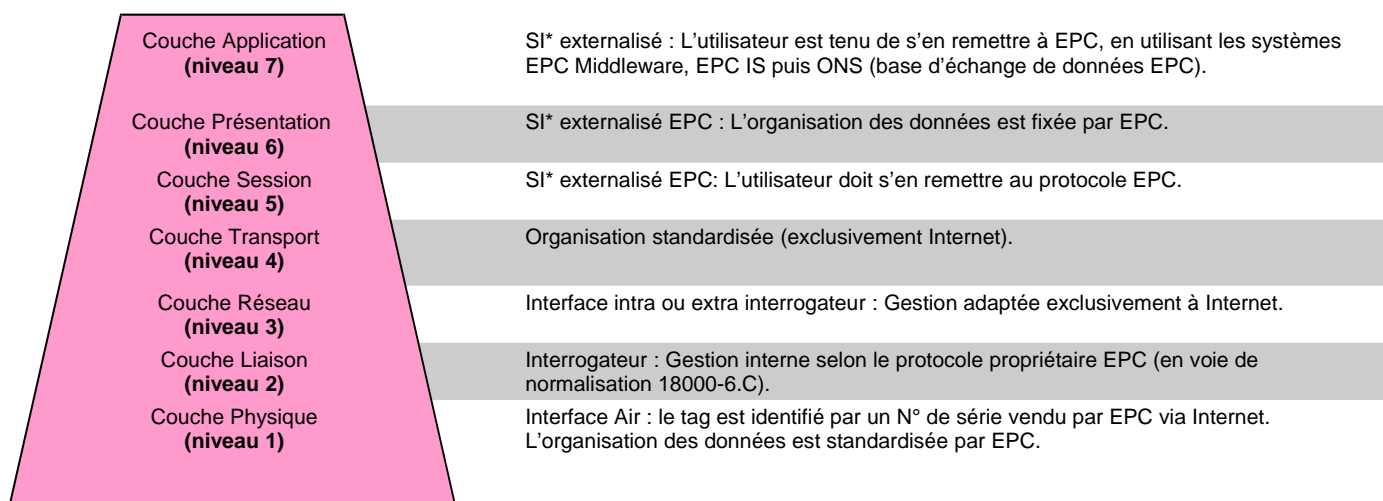 Couche Application
(niveau 7)
SI* externalisé : L'utilisateur est tenu de s'en remettre à EPC, en utilisant les systèmes
EPC Middleware, EPC IS puis ONS (base d'échange de données EPC).
Couche Présentation
(niveau 6)
SI* externalisé EPC : L'organisation des données est fixée par EPC.
Couche Session
(niveau 5)
SI* externalisé EPC: L'utilisateur doit s'en remettre au protocole EPC.
Couche Transport
(niveau 4)
Organisation standardisée (exclusivement Internet).
Couche Réseau
(niveau 3)
Interface intra ou extra interrogateur : Gestion adaptée exclusivement à Internet.
Couche Liaison
(niveau 2)
Interrogateur : Gestion interne selon le protocole propriétaire EPC (en voie de
normalisation 18000-6.C).
Couche Physique
(niveau 1)
Interface Air : le tag est identifié par un N° de série vendu par EPC via Internet.
L'organisation des données est standardisée par EPC.